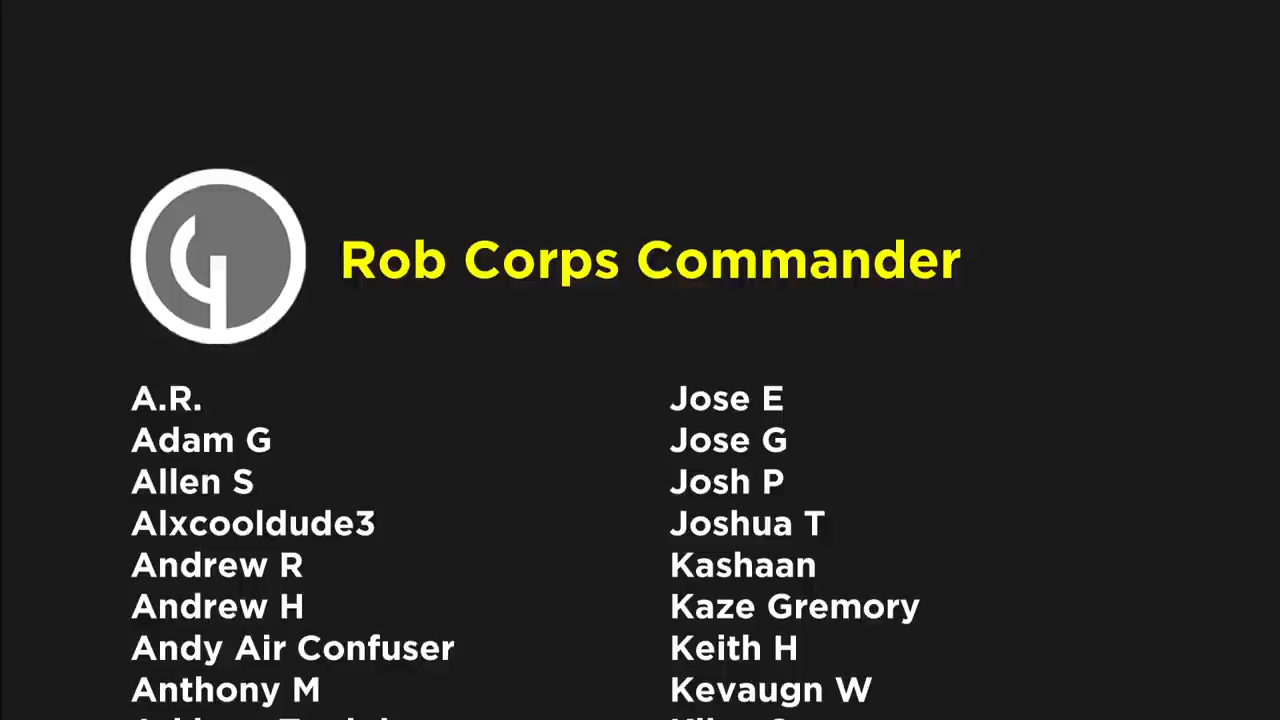 Rob Corps Commander
A.R.
Adam G
Allen S
Alxcooldude3
Andrew R
Andrew H
Andy Air Confuser
Anthony M
Jose E
Jose G
Josh P
Joshua T
Kashaan
Kaze Gremory
Keith H
Kevaugn W